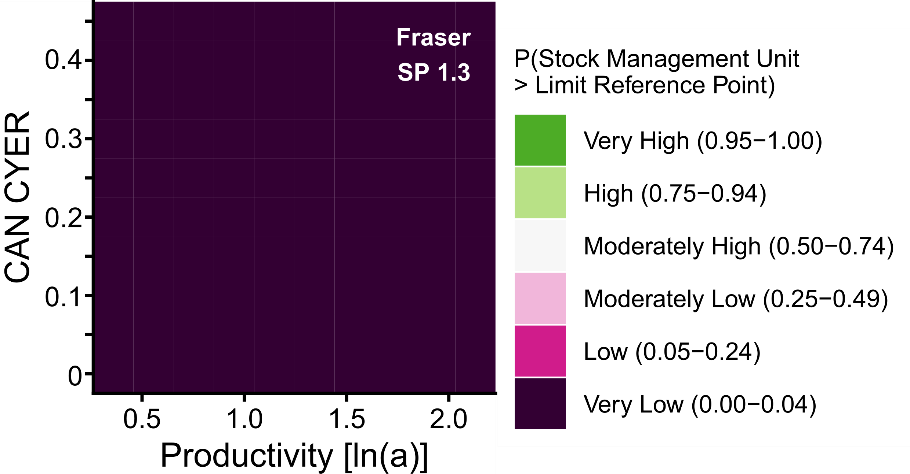 Fraser
SP 1.3
CAN CYER
0.4
0.3
0.2
0.1
0
0.5 1.0 1.5 2.0
Productivity [ln(a)]
P(Stock Management Unit
> Limit Reference Point)
Very High (0.95−1.00)
High (0.75−0.94)
Moderately High (0.50−0.74)
Moderately Low (0.25−0.49)
Low (0.05−0.24)
Very Low (0.00−0.04)